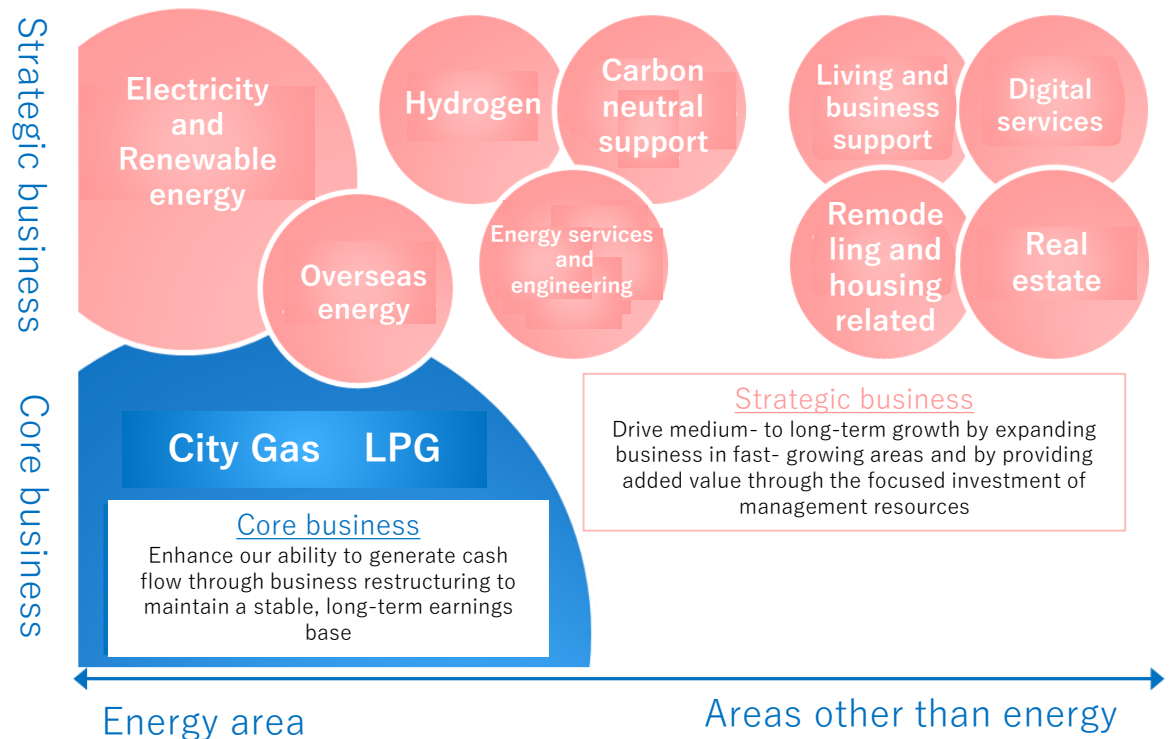 Strategic business
Electricity
and
Renewable
energy
Hydrogen
Carbon
neutral
support
Living and
business
support
Digital
services
Overseas
energy
Energy services
and
engineering
Remode
ling and
housing
related
Real
estate
Core business
City Gas LPG
Core business
Enhance our ability to generate cash
flow through business restructuring to
maintain a stable, long-term earnings
base
Strategic business
Drive medium- to long-term growth by expanding
business in fast- growing areas and by providing
added value through the focused investment of
management resources
Energy area
Areas other than energy